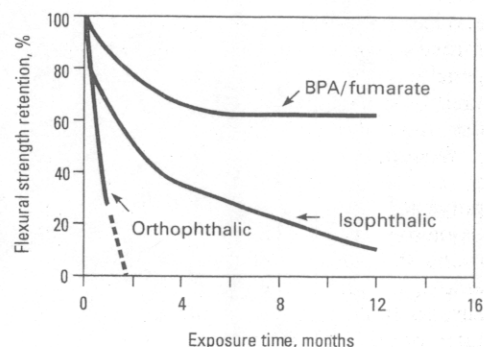 Flexural strength retention, %
100
80
60
40
20
0
BPA/fumarate
Isophthalic
Orthophthalic
0
4
8
12
16
Exposure time, months